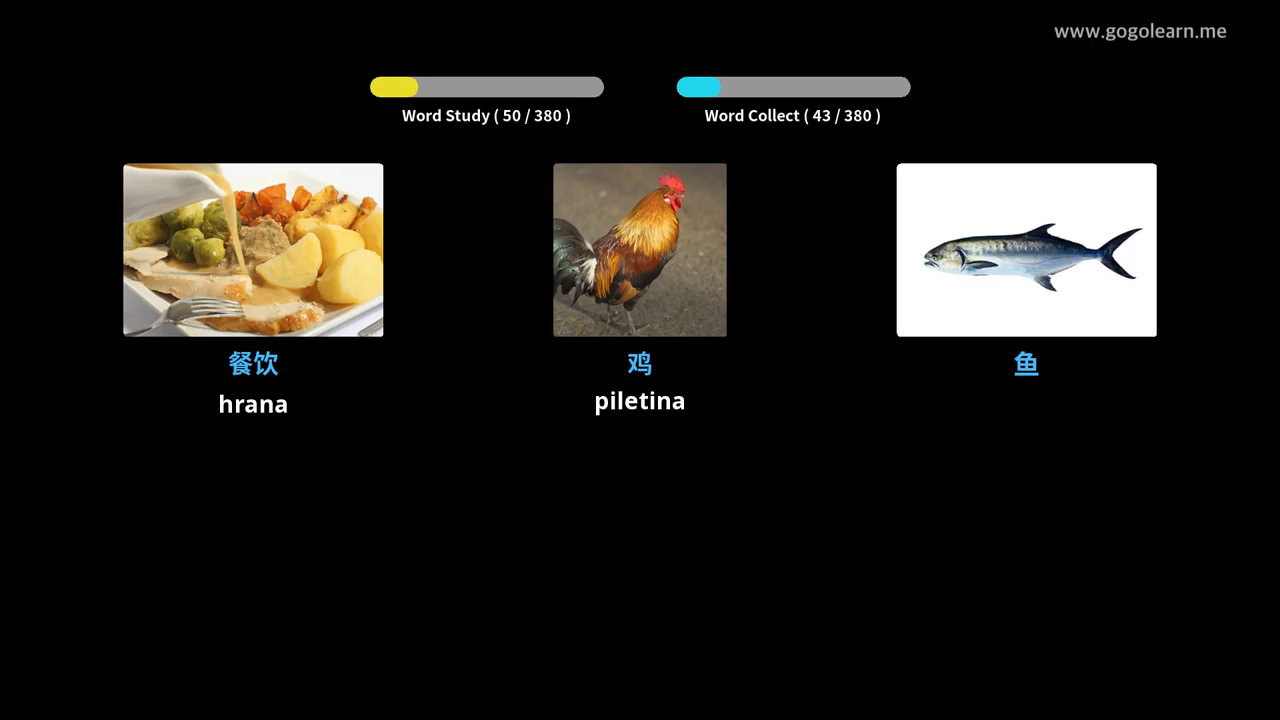 www.gogolearn.me
Word Study ( 50 / 380 )
Word Collect ( 43 / 380 )
餐饮
鸡
鱼
hrana
piletina